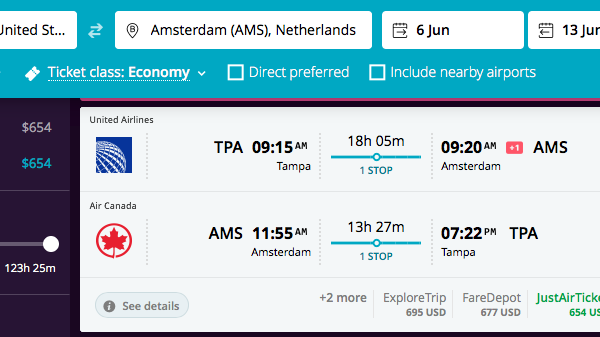 United St...
Amsterdam (AMS), Netherlands
6 Jun
13 Jun
Ticket class: Economy
Direct preferred
Include nearby airports
$654
$654
123h 25m
United Airlines
TPA 09:15 AM
Tampa
18h 05m
1 STOP
09:20 AM +1 AMS
Amsterdam
Air Canada
AMS 11:55 AM
Amsterdam
13h 27m
1 STOP
07:22 PM TPA
Tampa
See details
+2 more
ExploreTrip
695 USD
FareDepot
677 USD
JustAirTicke
654 US